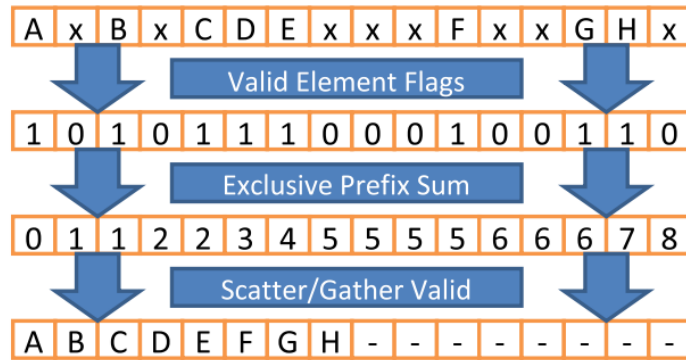 A x B x C D E x x x F x x G H x
Valid Element Flags
1 0 1 0 1 1 1 0 0 0 1 0 0 1 1 0
Exclusive Prefix Sum
0 1 1 2 2 3 4 5 5 5 5 6 6 6 7 8
Scatter/Gather Valid
A B C D E F G H - - - - - - - -